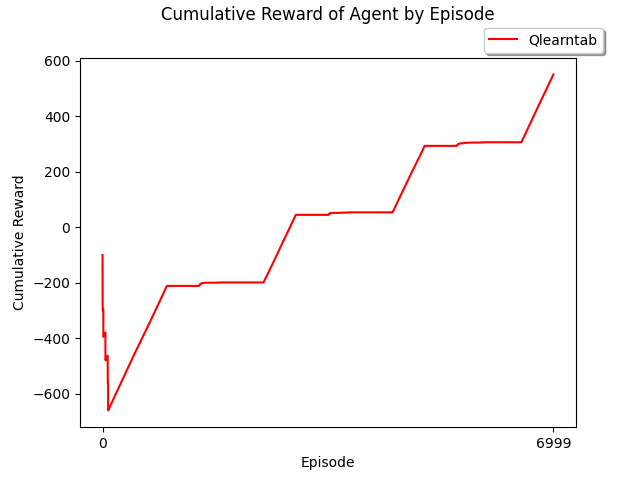 Cumulative Reward of Agent by Episode
Qlearntab
600
400
200
0
−200
−400
−600
Cumulative Reward
0
6999
Episode